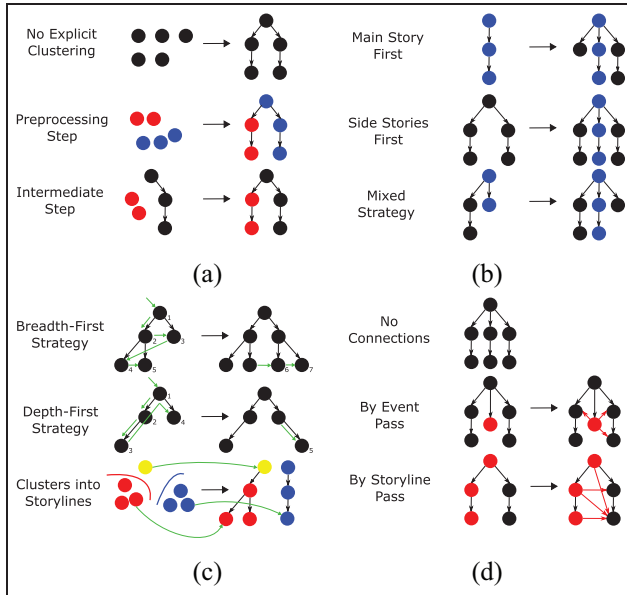 No Explicit
Clustering
Preprocessing
Step
Intermediate
Step
(a)
Main Story
First
Side Stories
First
Mixed
Strategy
(b)
Breadth-First
Strategy
1
2
3
4
5
6
7
Depth-First
Strategy
1
2
4
3
5
Clusters into
Storylines
(c)
No
Connections
By Event
Pass
By Storyline
Pass
(d)